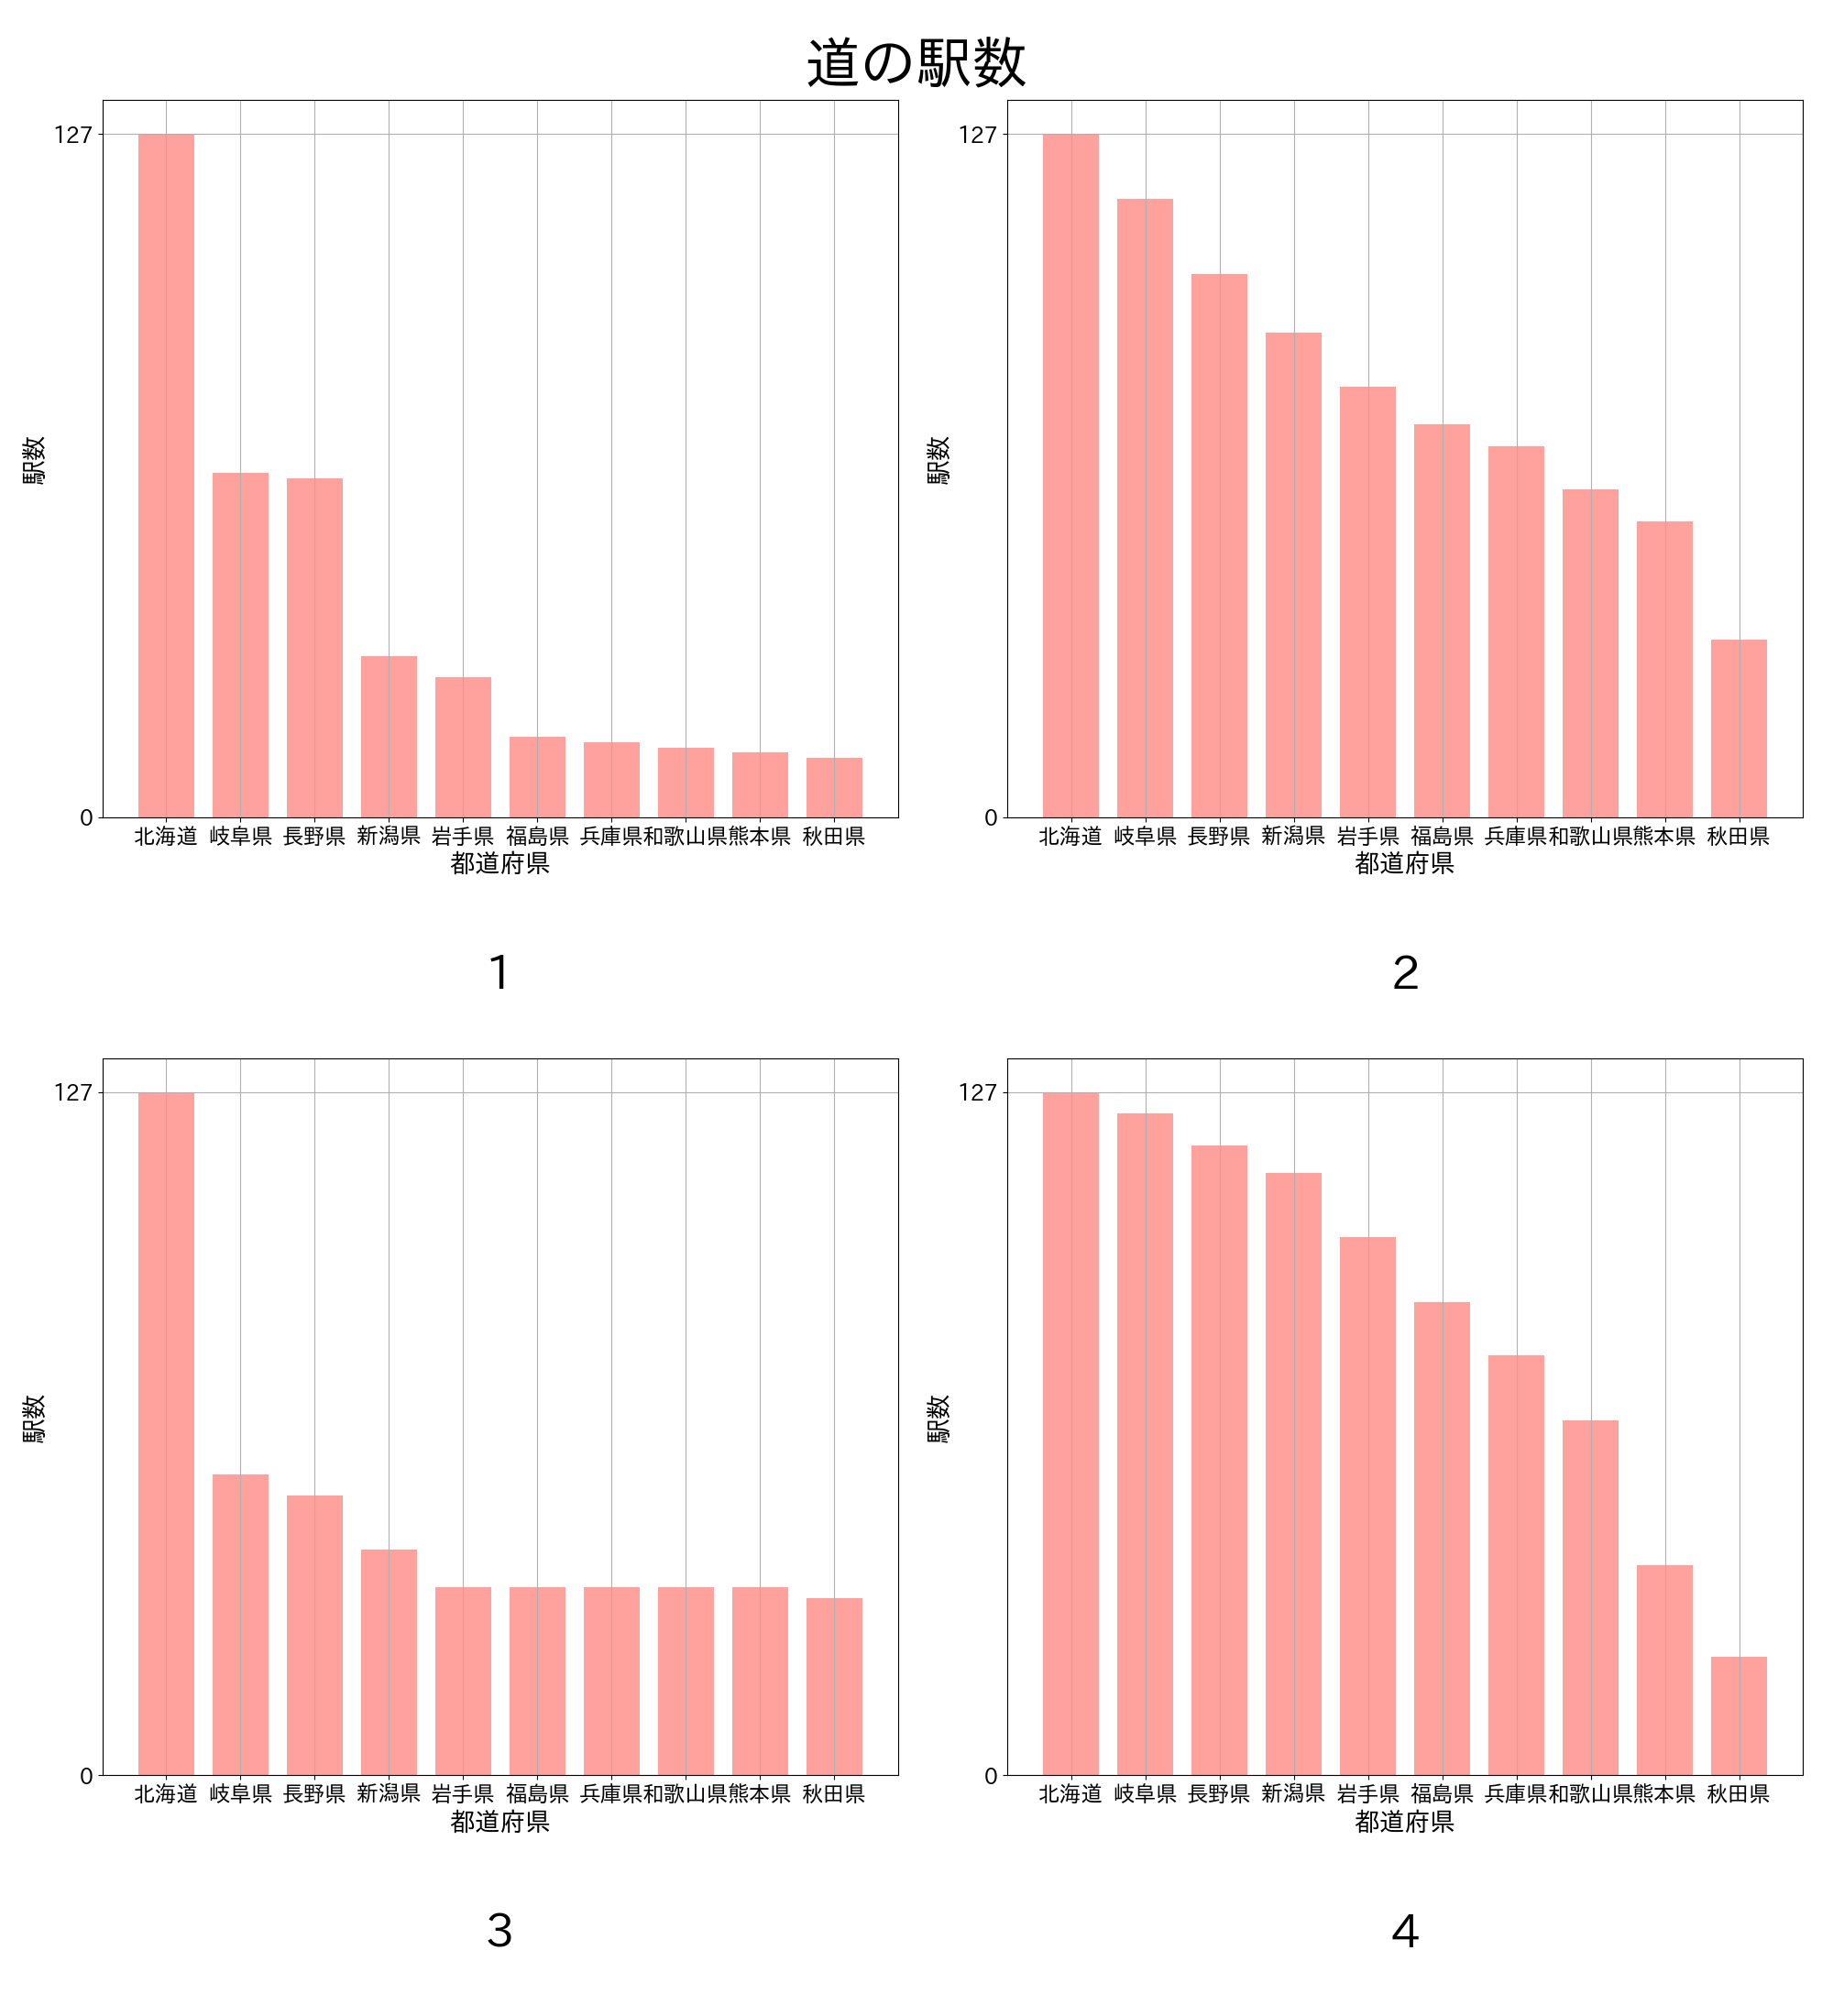 道の駅数
127
0
駅数
北海道 岐阜県 長野県 新潟県 岩手県 福島県 兵庫県 和歌山県 熊本県 秋田県
都道府県
1
127
0
駅数
北海道 岐阜県 長野県 新潟県 岩手県 福島県 兵庫県 和歌山県 熊本県 秋田県
都道府県
2
127
0
駅数
北海道 岐阜県 長野県 新潟県 岩手県 福島県 兵庫県 和歌山県 熊本県 秋田県
都道府県
3
127
0
駅数
北海道 岐阜県 長野県 新潟県 岩手県 福島県 兵庫県 和歌山県 熊本県 秋田県
都道府県
4